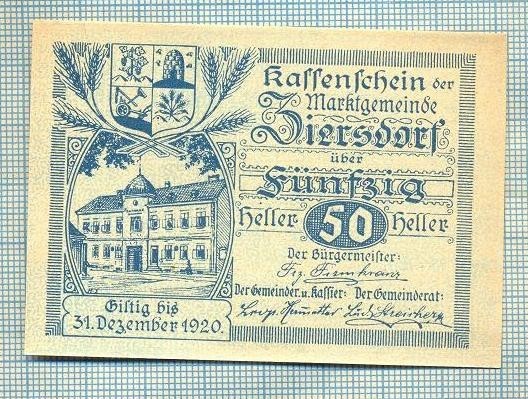 Kassenschein der
Marktgemeinde
Ziersdorf
über
Fünfzig
Heller 50 Heller
Der Bürgermeister:
Der Gemeinder. u. Kassier: Der Gemeinderat:
Giltig bis
31. Dezember 1920.